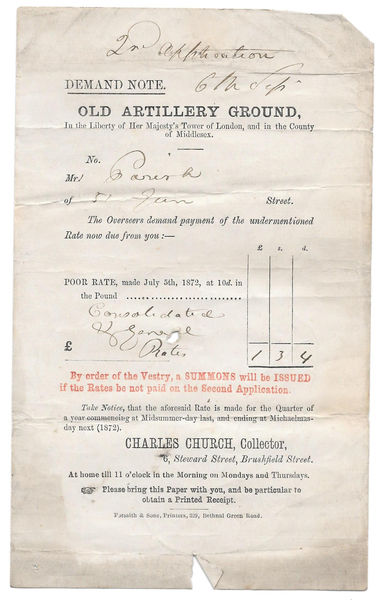 2nd Application
DEMAND NOTE. 6th Sept
OLD ARTILLERY GROUND,
In the Liberty of Her Majesty's Tower of London, and in the County
of Middlesex.
No.
Mr Parish
of 5 Gun Street.
The Overseers demand payment of the undermentioned
Rate now due from you :—
£ s. d.
POOR RATE, made July 5th, 1872, at 10d. in
the Pound
Consolidated
& General
Rates
£ 1 3 4
By order of the Vestry, a SUMMONS will be ISSUED
if the Rates be not paid on the Second Application.
Take Notice, that the aforesaid Rate is made for the Quarter of
a year commencing at Midsummer-day last, and ending at Michaelmas-
day next (1872).
CHARLES CHURCH, Collector,
Steward Street, Brushfield Street.
At home till 11 o'clock in the Morning on Mondays and Thursdays.
Please bring this Paper with you, and be particular to
obtain a Printed Receipt.
Forsaith & Sons, Printers, 329, Bethnal Green Road.